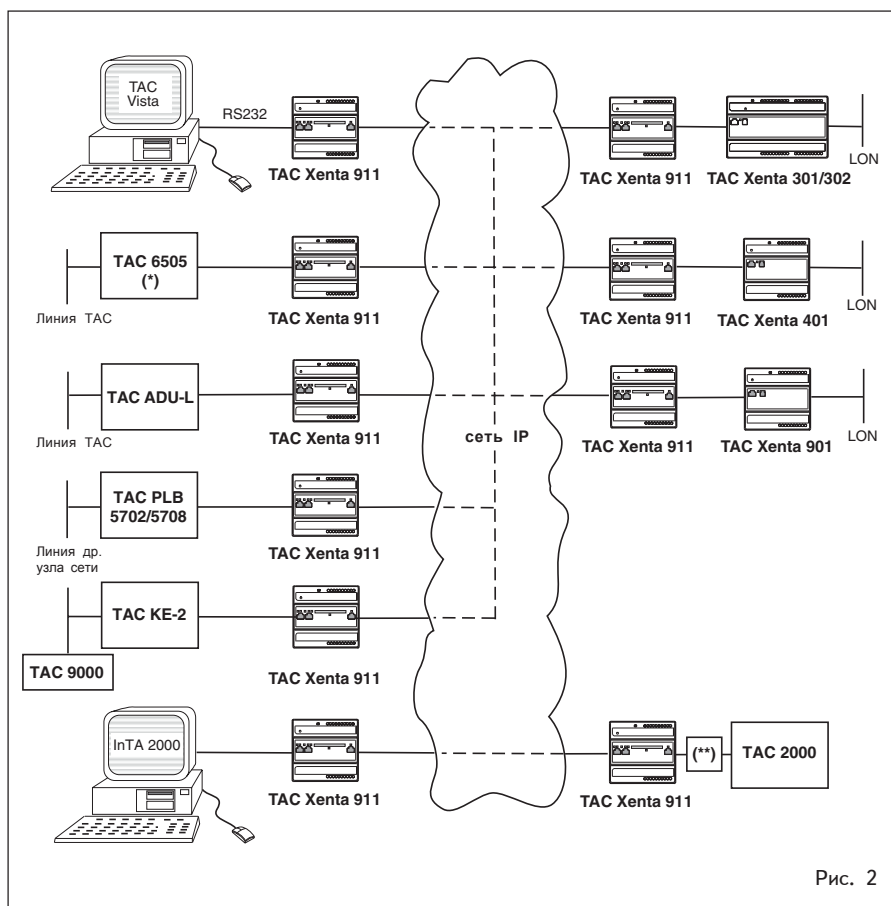 TAC
Vista
RS232
TAC Xenta 911
TAC Xenta 911
TAC Xenta 301/302
LON
TAC 6505
(*)
Линия ТАС
TAC Xenta 911
TAC Xenta 911
TAC Xenta 401
LON
TAC ADU-L
Линия ТАС
TAC Xenta 911
сеть IP
TAC Xenta 911
TAC Xenta 901
LON
TAC PLB
5702/5708
Линия др.
узла сети
TAC Xenta 911
TAC KE-2
TAC 9000
TAC Xenta 911
InTA 2000
TAC Xenta 911
TAC Xenta 911
(**)
TAC 2000
Рис. 2